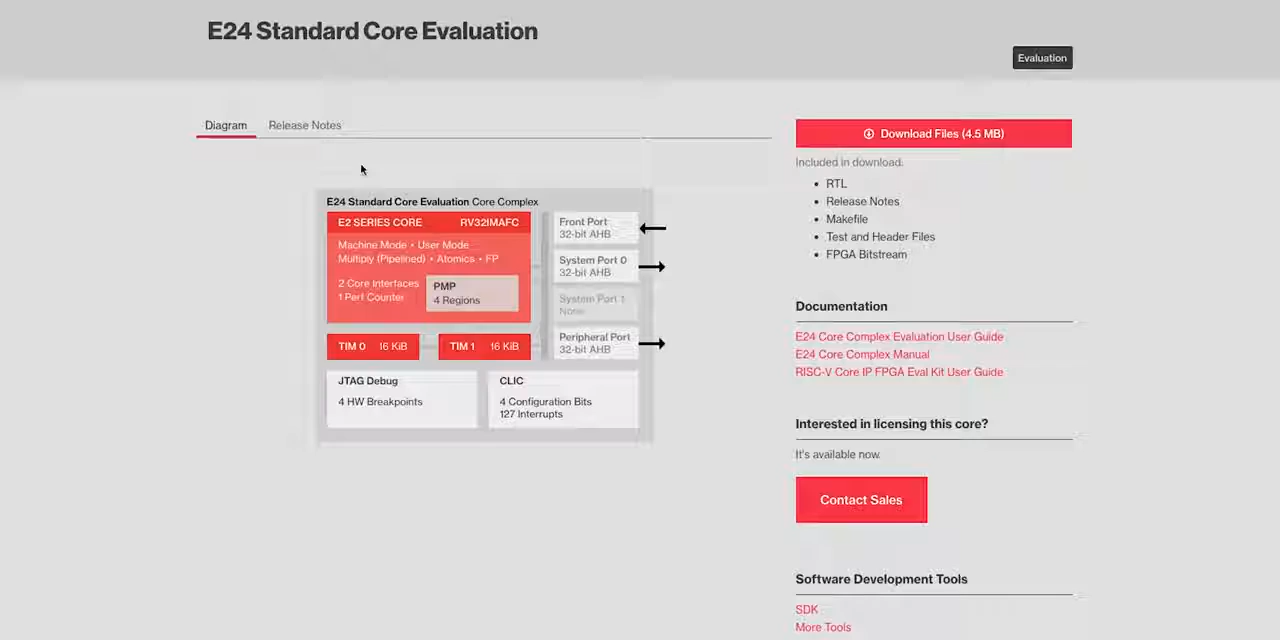 E24 Standard Core Evaluation
Evaluation
Diagram
Release Notes
E24 Standard Core Evaluation Core Complex
E2 SERIES CORE RV32IMAFC
Machine Mode • User Mode
Multiply (Pipelined) • Atomics • FP
2 Core Interfaces
1 Perf Counter
PMP
4 Regions
TIM 0 16 KiB
TIM 1 16 KiB
Front Port
32-bit AHB
System Port 0
32-bit AHB
System Port 1
None
Peripheral Port
32-bit AHB
JTAG Debug
4 HW Breakpoints
CLIC
4 Configuration Bits
127 Interrupts
Download Files (4.5 MB)
Included in download.
• RTL
• Release Notes
• Makefile
• Test and Header Files
• FPGA Bitstream
Documentation
E24 Core Complex Evaluation User Guide
E24 Core Complex Manual
RISC-V Core IP FPGA Eval Kit User Guide
Interested in licensing this core?
It's available now.
Contact Sales
Software Development Tools
SDK
More Tools